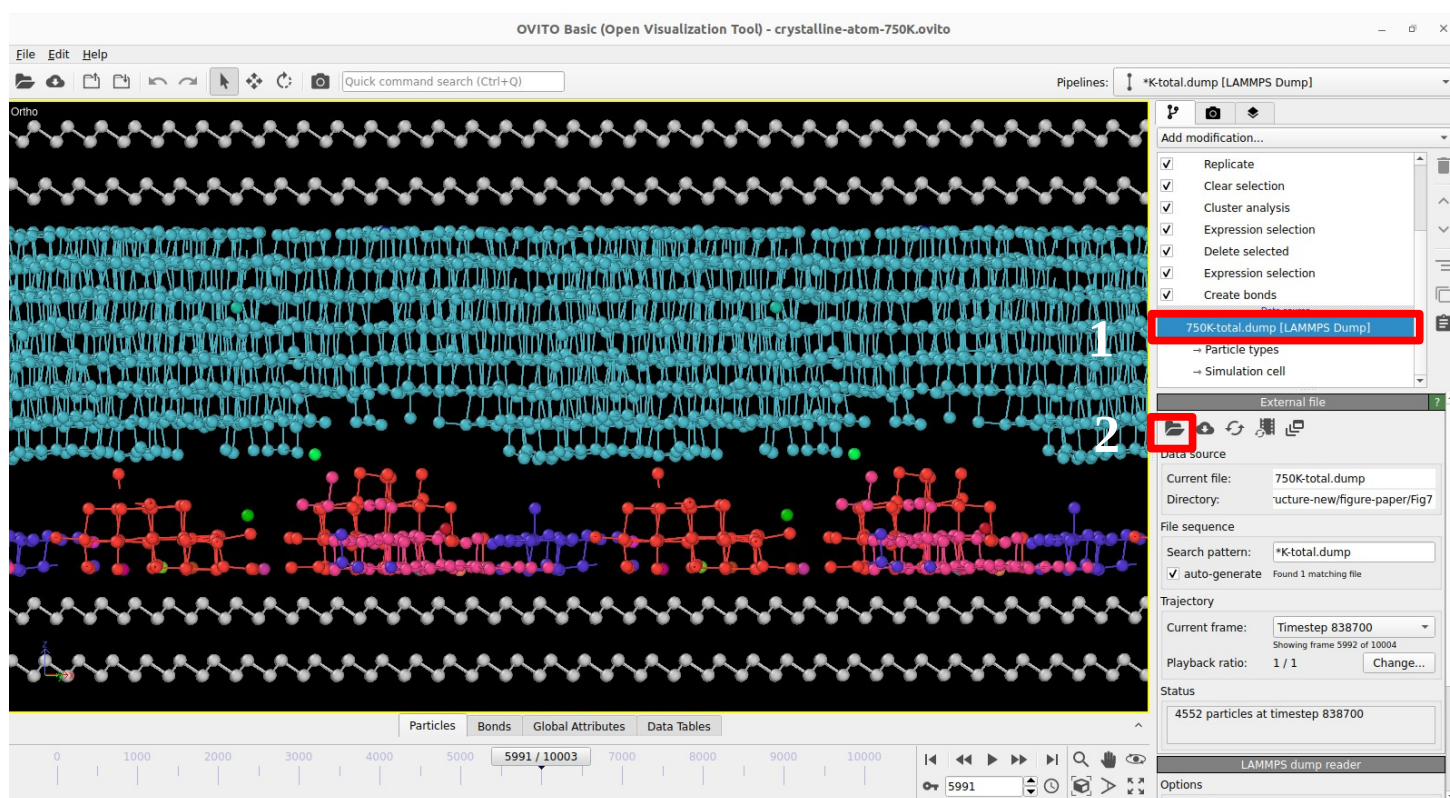 OVITO Basic (Open Visualization Tool) - crystalline-atom-750K.ovito
File Edit Help
Quick command search (Ctrl+Q)
Pipelines: *K-total.dump [LAMMPS Dump]
Ortho
Add modification...
Replicate
Clear selection
Cluster analysis
Expression selection
Delete selected
Expression selection
Create bonds
Data source
1
750K-total.dump [LAMMPS Dump]
→ Particle types
→ Simulation cell
External file ?
2
Data source
Current file: 750K-total.dump
Directory: ucture-new/figure-paper/Fig7
File sequence
Search pattern: *K-total.dump
auto-generate Found 1 matching file
Trajectory
Current frame: Timestep 838700
Showing frame 5992 of 10004
Playback ratio: 1 / 1 Change...
Status
4552 particles at timestep 838700
z
Particles Bonds Global Attributes Data Tables
0 1000 2000 3000 4000 5000 5991 / 10003 7000 8000 9000 10000
5991
LAMMPS dump reader
Options